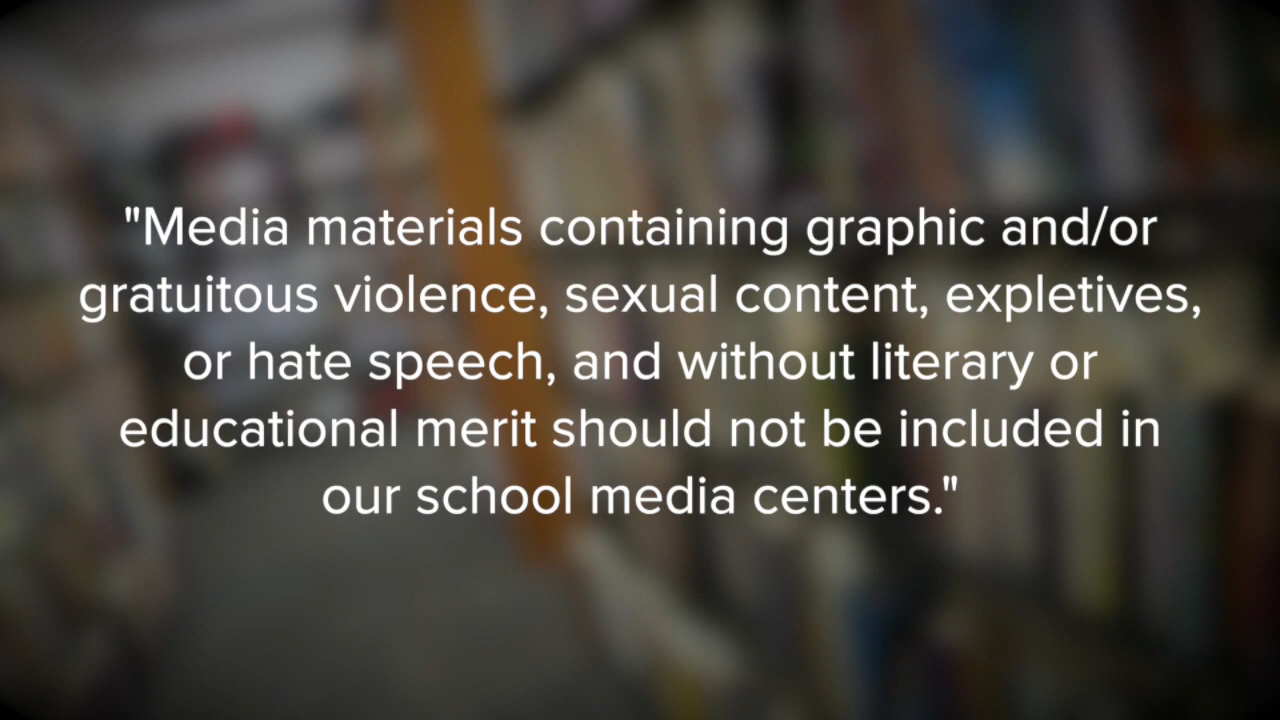 "Media materials containing graphic and/or
gratuitous violence, sexual content, expletives,
or hate speech, and without literary or
educational merit should not be included in
our school media centers."